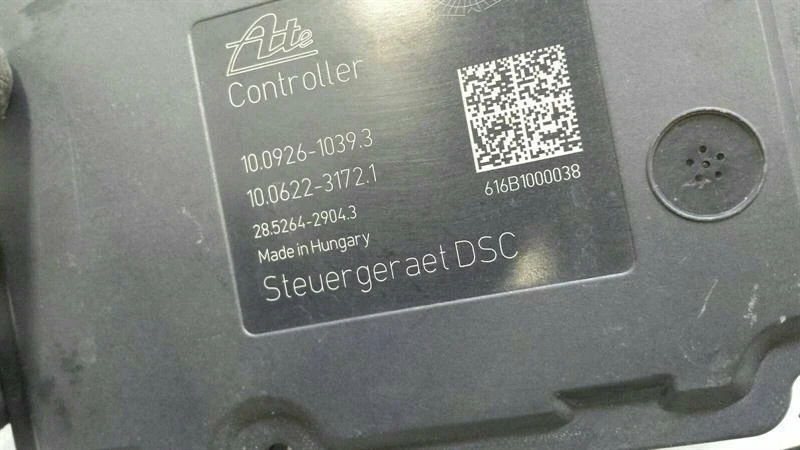 Ate
Controller
10.0926-1039.3
10.0622-3172.1
28.5264-2904.3
Made in Hungary
Steuergeraet DSC
616B1000038